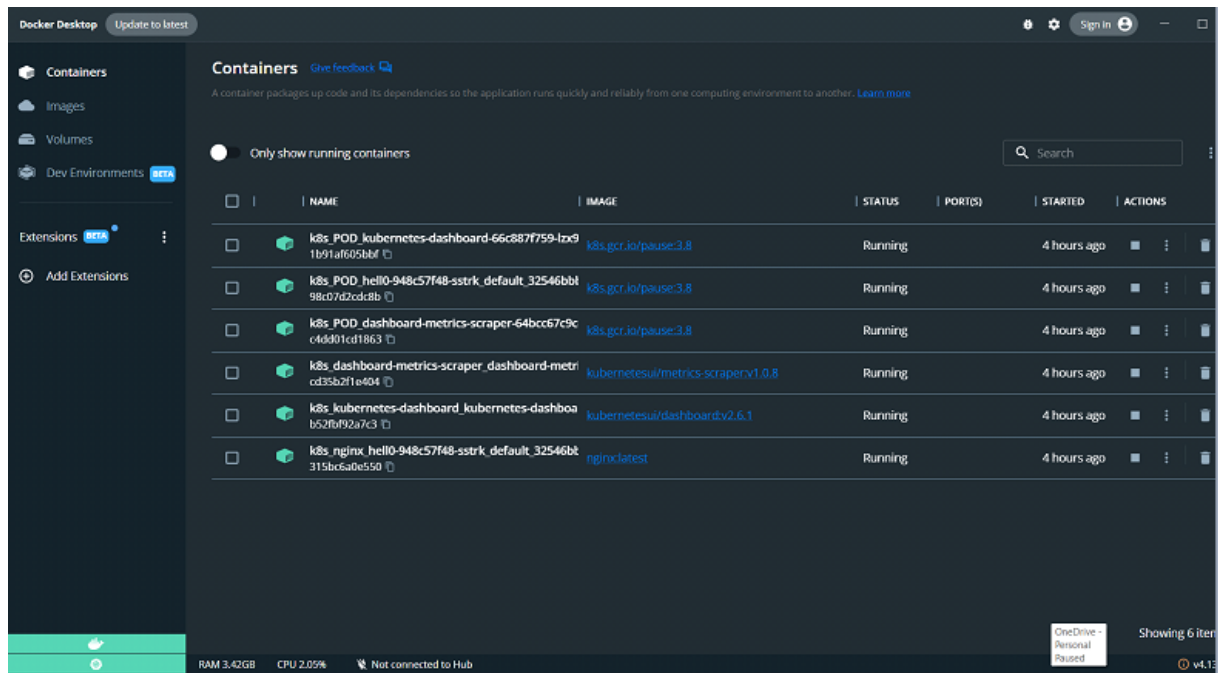 Docker Desktop Update to latest Sign in
Containers
Images
Volumes
Dev Environments BETA
Extensions BETA
Add Extensions
Containers Give feedback
A container packages up code and its dependencies so the application runs quickly and reliably from one computing environment to another. Learn more
Only show running containers
Search
NAME IMAGE STATUS PORT(S) STARTED ACTIONS
k8s_POD_kubernetes-dashboard-66c887f759-lzx9
k8s.gcr.io/pause:3.8 Running 4 hours ago
1b91af605bbf
k8s_POD_hell0-948c57f48-sstrk_default_32546bbl
k8s.gcr.io/pause:3.8 Running 4 hours ago
98c07d2cdc8b
k8s_POD_dashboard-metrics-scraper-64bcc67c9c
k8s.gcr.io/pause:3.8 Running 4 hours ago
c4dd01cd1863
k8s_dashboard-metrics-scraper_dashboard-metri
kubernetesui/metrics-scraper:v1.0.8 Running 4 hours ago
cd35b2f1e404
k8s_kubernetes-dashboard_kubernetes-dashboa
kubernetesui/dashboard:v2.6.1 Running 4 hours ago
b52fbf92a7c3
k8s_nginx_hell0-948c57f48-sstrk_default_32546bb
nginx:latest Running 4 hours ago
315bc6a0e550
OneDrive -
Personal
Paused
Showing 6 iten
RAM 3.42GB CPU 2.05% Not connected to Hub v4.13